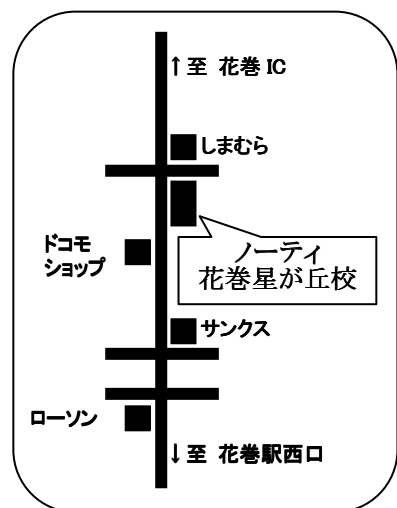 ↑至 花巻IC
しまむら
ドコモ
ショップ
ノーティ
花巻星が丘校
サンクス
ローソン
↓至 花巻駅西口